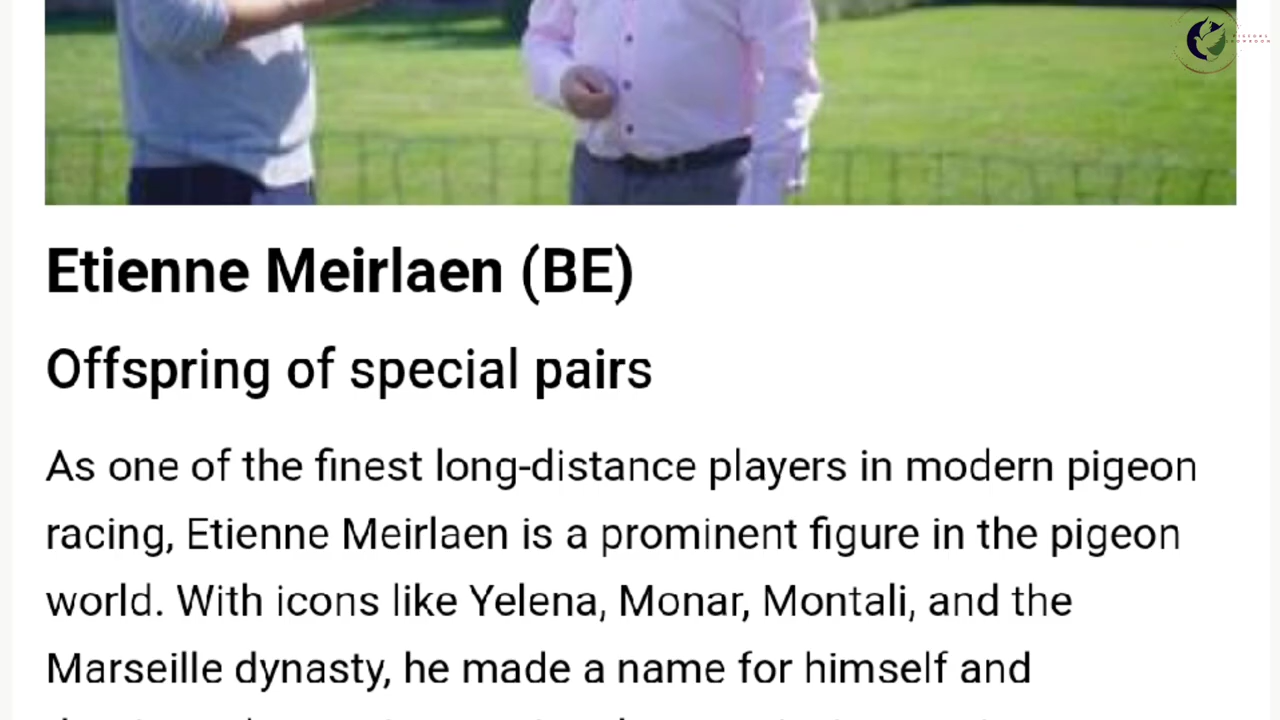 Etienne Meirlaen (BE)
Offspring of special pairs
As one of the finest long-distance players in modern pigeon
racing, Etienne Meirlaen is a prominent figure in the pigeon
world. With icons like Yelena, Monar, Montali, and the
Marseille dynasty, he made a name for himself and